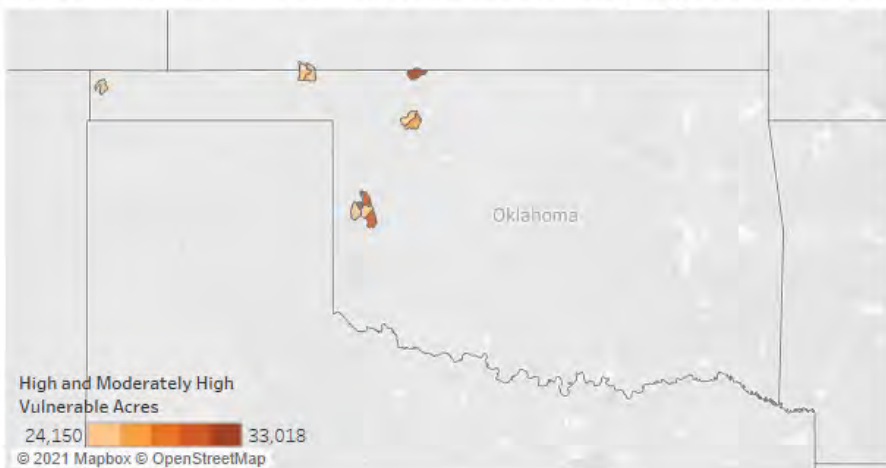 Oklahoma
High and Moderately High
Vulnerable Acres
24,150 33,018
© 2021 Mapbox © OpenStreetMap